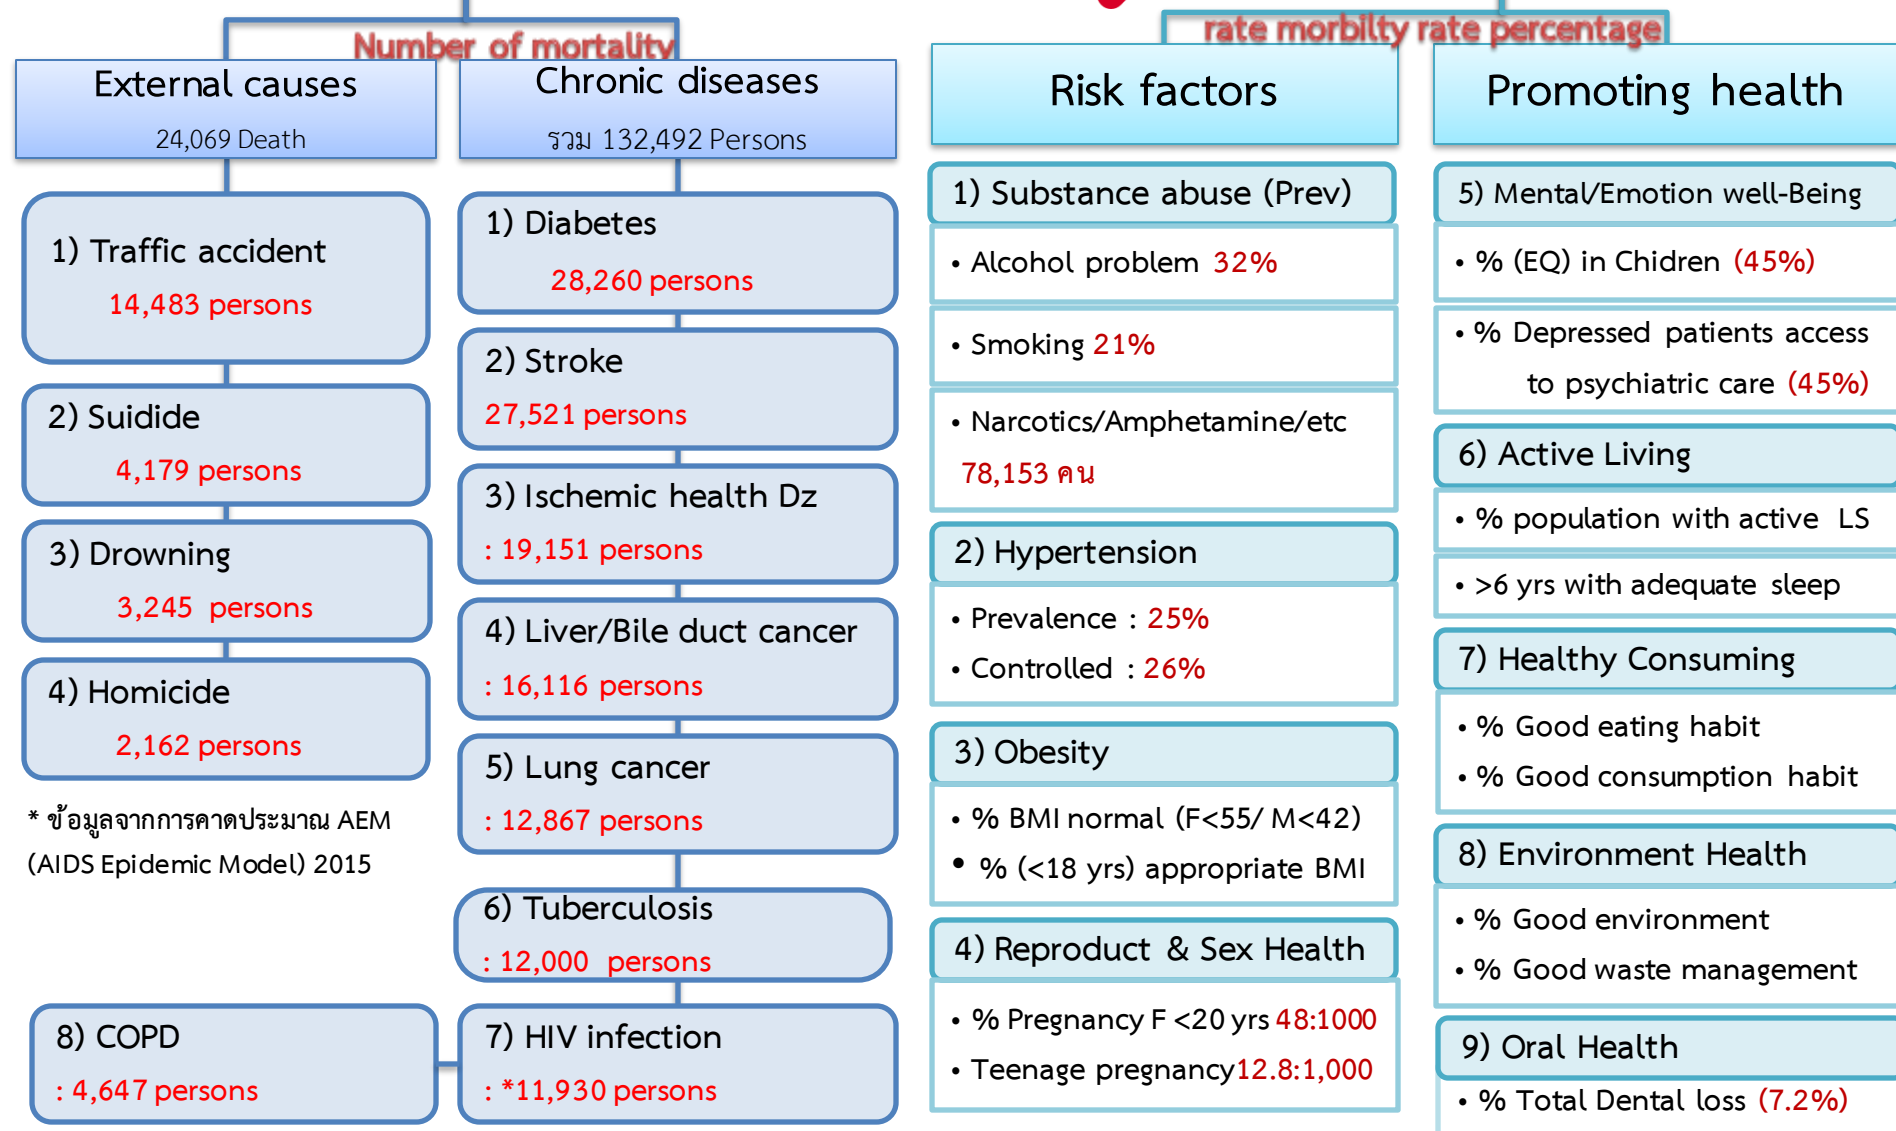 Number of mortality
External causes
24,069 Death
1) Traffic accident
14,483 persons
2) Suidide
4,179 persons
3) Drowning
3,245 persons
4) Homicide
2,162 persons
* ข้อมูลจากการคาดประมาณ AEM
(AIDS Epidemic Model) 2015
Chronic diseases
รวม 132,492 Persons
1) Diabetes
28,260 persons
2) Stroke
27,521 persons
3) Ischemic health Dz
: 19,151 persons
4) Liver/Bile duct cancer
: 16,116 persons
5) Lung cancer
: 12,867 persons
6) Tuberculosis
: 12,000 persons
7) HIV infection
: *11,930 persons
8) COPD
: 4,647 persons
rate morbilty rate percentage
Risk factors
1) Substance abuse (Prev)
• Alcohol problem 32%
• Smoking 21%
• Narcotics/Amphetamine/etc
78,153 คน
2) Hypertension
• Prevalence : 25%
• Controlled : 26%
3) Obesity
• % BMI normal (F<55/ M<42)
• % (<18 yrs) appropriate BMI
4) Reproduct & Sex Health
• % Pregnancy F <20 yrs 48:1000
• Teenage pregnancy12.8:1,000
Promoting health
5) Mental/Emotion well-Being
• % (EQ) in Chidren (45%)
• % Depressed patients access
to psychiatric care (45%)
6) Active Living
• % population with active LS
• >6 yrs with adequate sleep
7) Healthy Consuming
• % Good eating habit
• % Good consumption habit
8) Environment Health
• % Good environment
• % Good waste management
9) Oral Health
• % Total Dental loss (7.2%)